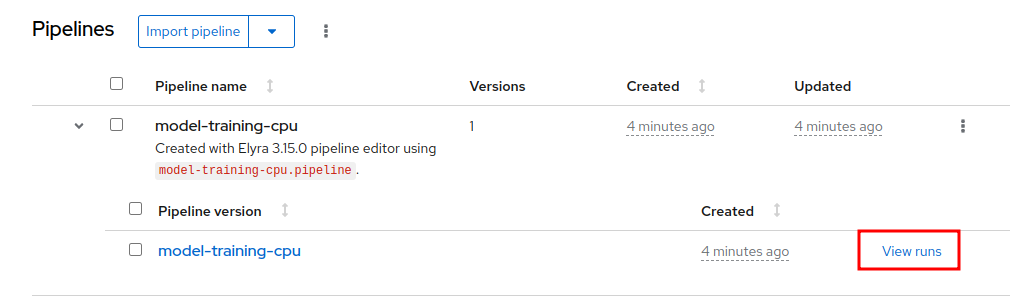 Pipelines Import pipeline
Pipeline name Versions Created Updated
model-training-cpu 1 4 minutes ago 4 minutes ago
Created with Elyra 3.15.0 pipeline editor using
model-training-cpu.pipeline.
Pipeline version Created
model-training-cpu 4 minutes ago View runs